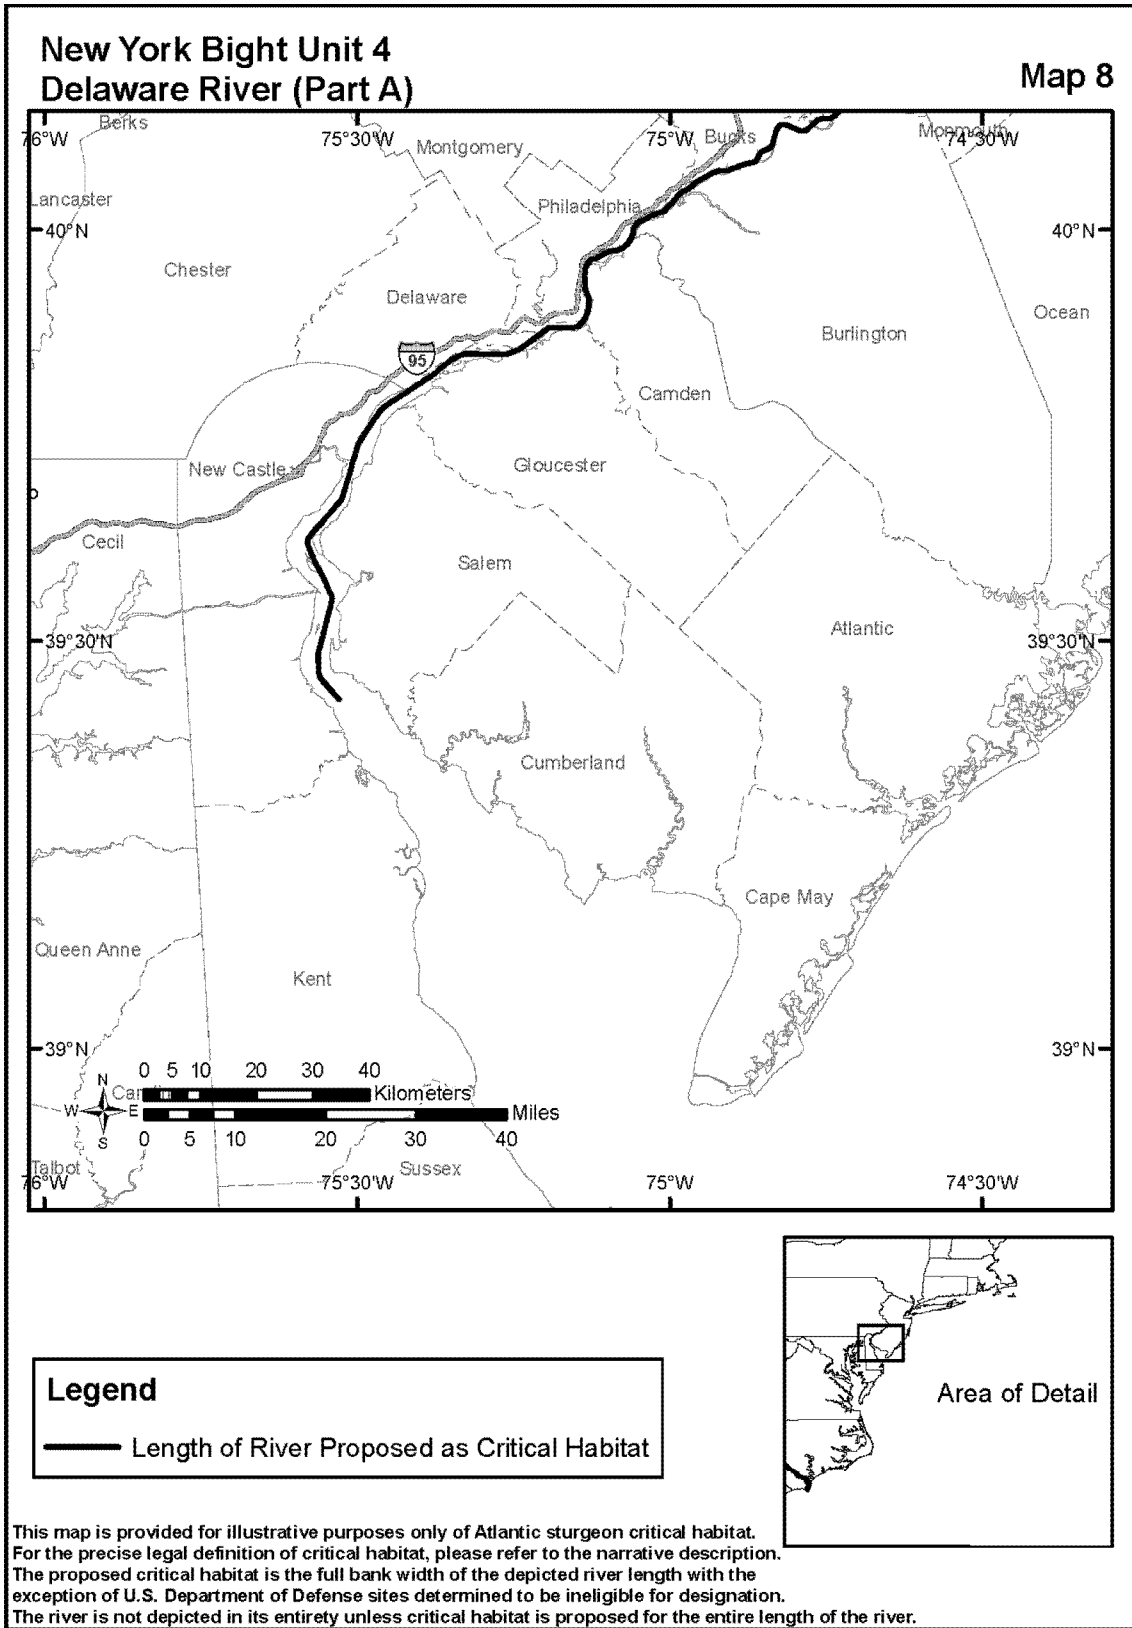 New York Bight Unit 4
Delaware River (Part A)
Map 8
76°W
Berks
75°30'W
75°W
Bucks
74°30'W
Monmouth
Montgomery
Lancaster
Philadelphia
40°N
40°N
Chester
Delaware
Ocean
Burlington
95
Camden
New Castle
Gloucester
Cecil
Salem
Atlantic
39°30'N
39°30'N
Cumberland
Cape May
Queen Anne
Kent
39°N
39°N
0 5 10 20 30 40
Kilometers
N
W E
S
Miles
0 5 10 20 30 40
Talbot
Sussex
76°W
75°30'W
75°W
74°30'W
Area of Detail
Legend
Length of River Proposed as Critical Habitat
This map is provided for illustrative purposes only of Atlantic sturgeon critical habitat.
For the precise legal definition of critical habitat, please refer to the narrative description.
The proposed critical habitat is the full bank width of the depicted river length with the
exception of U.S. Department of Defense sites determined to be ineligible for designation.
The river is not depicted in its entirety unless critical habitat is proposed for the entire length of the river.